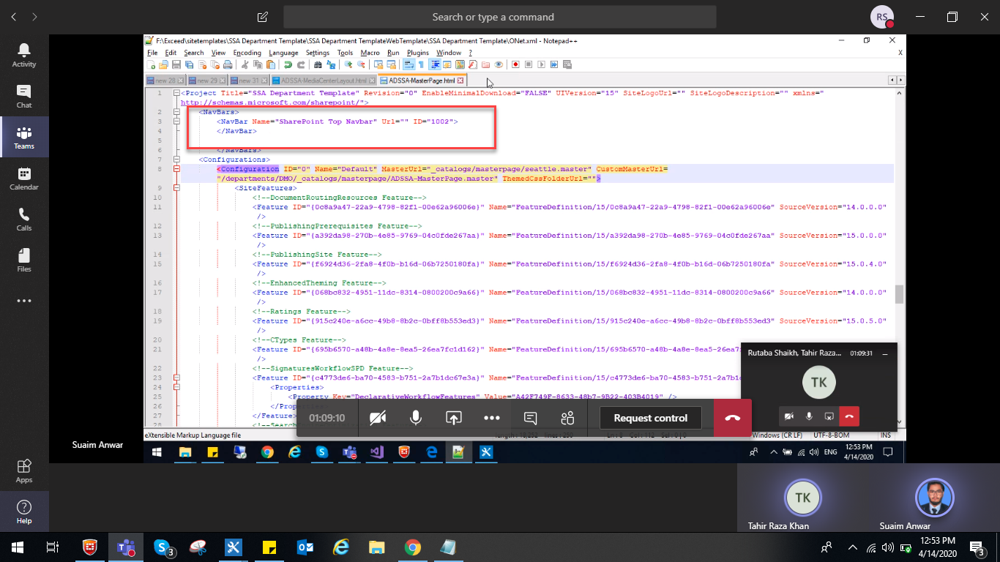 Search or type a command
RS
Activity
Chat
Teams
Calendar
Calls
Files
Apps
Help
F:\Exceed\sitetemplates\SSA Department Template\SSA Department TemplateWebTemplate\SSA Department Template\ONet.xml - Notepad++
File Edit Search View Encoding Language Settings Tools Macro Run Plugins Window ? X
new 28 new 29 new 31 ADSSA-MediaCenterLayout.html ADSSA-MasterPage.html
1 <Project Title="SSA Department Template" Revision="0" EnableMinimalDownload="FALSE" UIVersion="15" SiteLogoUrl="" SiteLogoDescription="" xmlns="
http://schemas.microsoft.com/sharepoint/">
2 <NavBars>
3 <NavBar Name="SharePoint Top Navbar" Url="" ID="1002">
4 </NavBar>
5
6 </NavBars>
7 <Configurations>
8 <Configuration ID="0" Name="Default" MasterUrl="_catalogs/masterpage/seattle.master" CustomMasterUrl=
"/departments/DMO/_catalogs/masterpage/ADSSA-MasterPage.master" ThemedCssFolderUrl="">
9 <SiteFeatures>
10 <!--DocumentRoutingResources Feature-->
11 <Feature ID="{0c8a9a47-22a9-4798-82f1-00e62a96006e}" Name="FeatureDefinition/15/0c8a9a47-22a9-4798-82f1-00e62a96006e" SourceVersion="14.0.0.0"
/>
12 <!--PublishingPrerequisites Feature-->
13 <Feature ID="{a392da98-270b-4e85-9769-04c0fde267aa}" Name="FeatureDefinition/15/a392da98-270b-4e85-9769-04c0fde267aa" SourceVersion="15.0.0.0"
/>
14 <!--PublishingSite Feature-->
15 <Feature ID="{f6924d36-2fa8-4f0b-b16d-06b7250180fa}" Name="FeatureDefinition/15/f6924d36-2fa8-4f0b-b16d-06b7250180fa" SourceVersion="15.0.4.0"
/>
16 <!--EnhancedTheming Feature-->
17 <Feature ID="{068bc832-4951-11dc-8314-0800200c9a66}" Name="FeatureDefinition/15/068bc832-4951-11dc-8314-0800200c9a66" SourceVersion="14.0.0.0"
/>
18 <!--Ratings Feature-->
19 <Feature ID="{915c240e-a6cc-49b8-8b2c-0bff8b553ed3}" Name="FeatureDefinition/15/915c240e-a6cc-49b8-8b2c-0bff8b553ed3" SourceVersion="15.0.5.0"
/>
20 <!--CTypes Feature-->
21 <Feature ID="{695b6570-a48b-4a8e-8ea5-26ea7fc1d162}" Name="FeatureDefinition/15/695b6570-a48b-4a8e-8ea5-26ea7
/>
22 <!--SignaturesWorkflowSPD Feature-->
23 <Feature ID="{c4773de6-ba70-4583-b751-2a7b1dc67e3a}" Name="FeatureDefinition/15/c4773de6-ba70-4583-b751-2a7b1
24 <Properties>
25 <Property Key="DeclarativeWorkflowFeatures" Value="A42F749F-8633-48b7-9B22-403B4019" />
26 </Prop
27 </Feature>
28 <!--Search
Rutaba Shaikh, Tahir Raza... 01:09:31
TK
01:09:10
Request control
eXtensible Markup Language file length : 18,252 lines : 259 Ln : 8 Col : 112 Sel : 0 | 0 Windows (CR LF) UTF-8-BOM INS
Suaim Anwar
ENG
12:53 PM
4/14/2020
TK
Tahir Raza Khan
Suaim Anwar
3
12:53 PM
4/14/2020
3